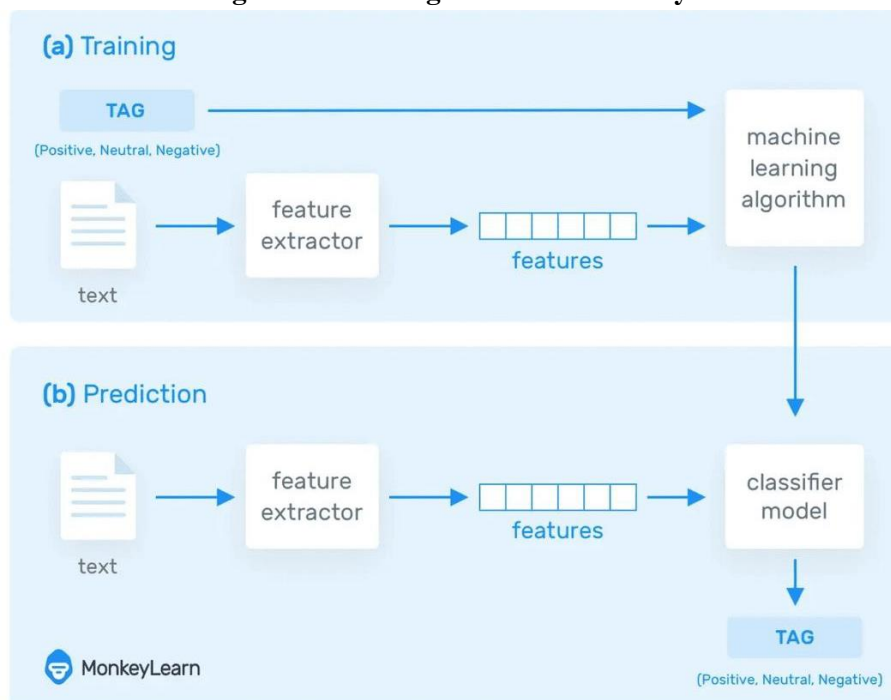 (a) Training
TAG
(Positive, Neutral, Negative)
machine
learning
algorithm
feature
extractor
features
text
(b) Prediction
feature
extractor
classifier
model
features
text
TAG
MonkeyLearn
(Positive, Neutral, Negative)